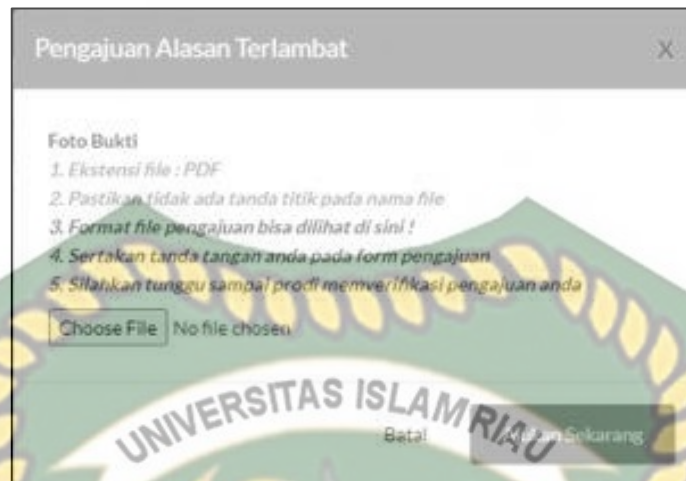 Pengajuan Alasan Terlambat X
Foto Bukti
1. Ekstensi file : PDF
2. Pastikan tidak ada tanda titik pada nama file
3. Format file pengajuan bisa dilihat di sini !
4. Sertakan tanda tangan anda pada form pengajuan
5. Silahkan tunggu sampai prodi memverifikasi pengajuan anda
Choose File No file chosen
UNIVERSITAS ISLAM RIAU
Batal Sekarang